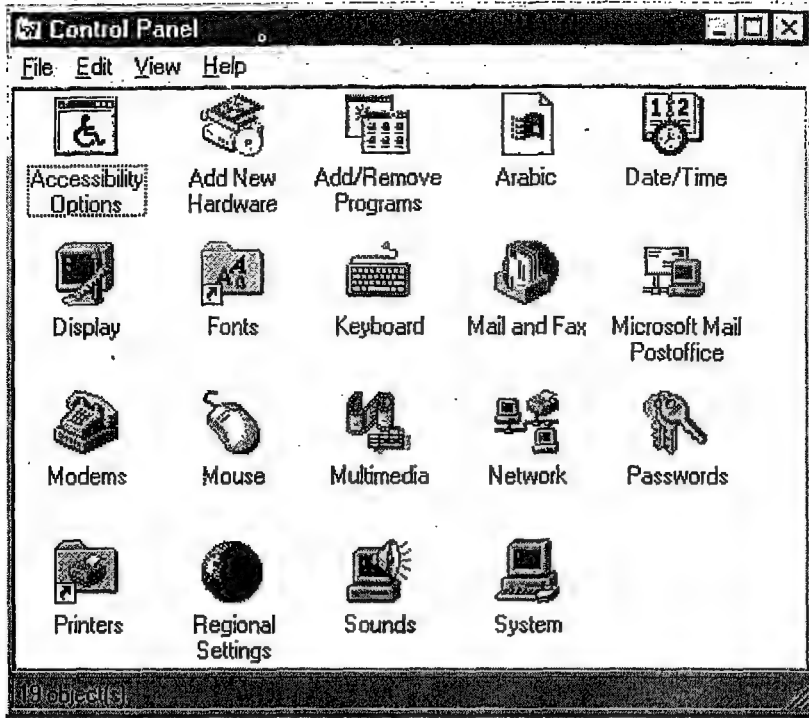 Control Panel
File Edit View Help
Accessibility Options
Add New Hardware
Add/Remove Programs
Arabic
Date/Time
Display
Fonts
Keyboard
Mail and Fax
Microsoft Mail Postoffice
Modems
Mouse
Multimedia
Network
Passwords
Printers
Regional Settings
Sounds
System
19 object(s)